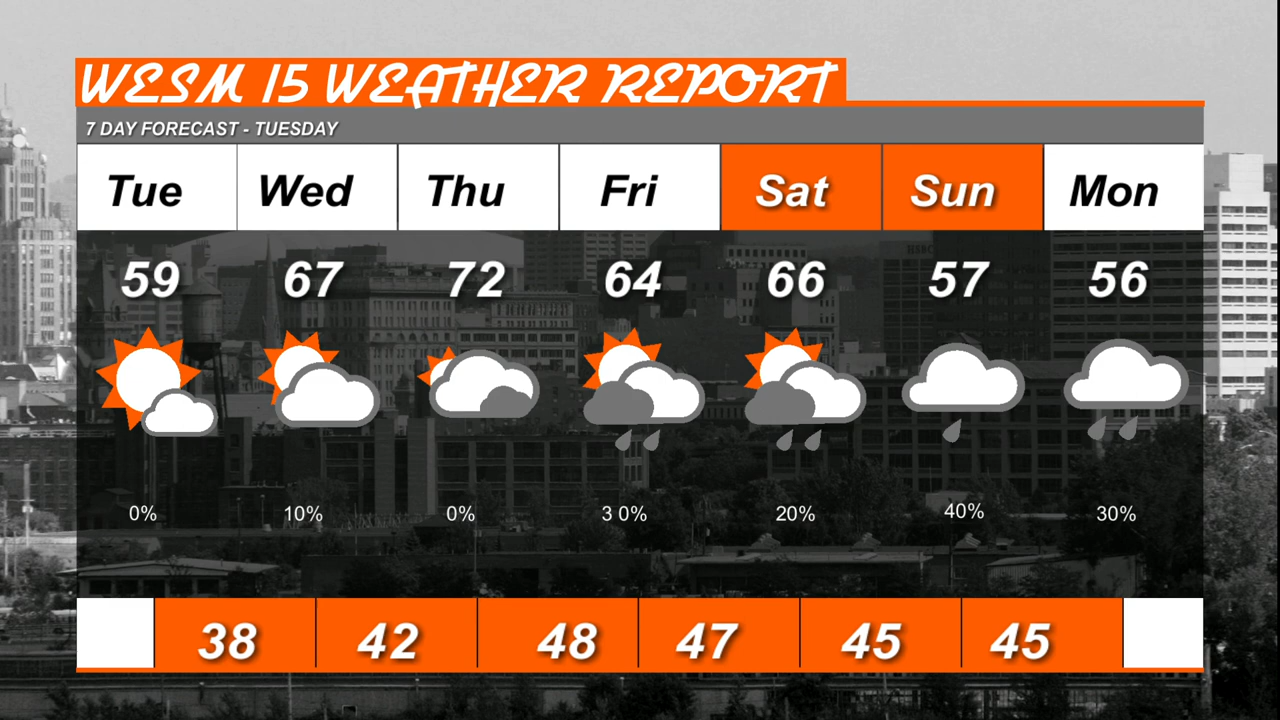 WESM 15 WEATHER REPORT
7 DAY FORECAST - TUESDAY
Tue Wed Thu Fri Sat Sun Mon
59 67 72 64 66 57 56
0% 10% 0% 3 0% 20% 40% 30%
38 42 48 47 45 45